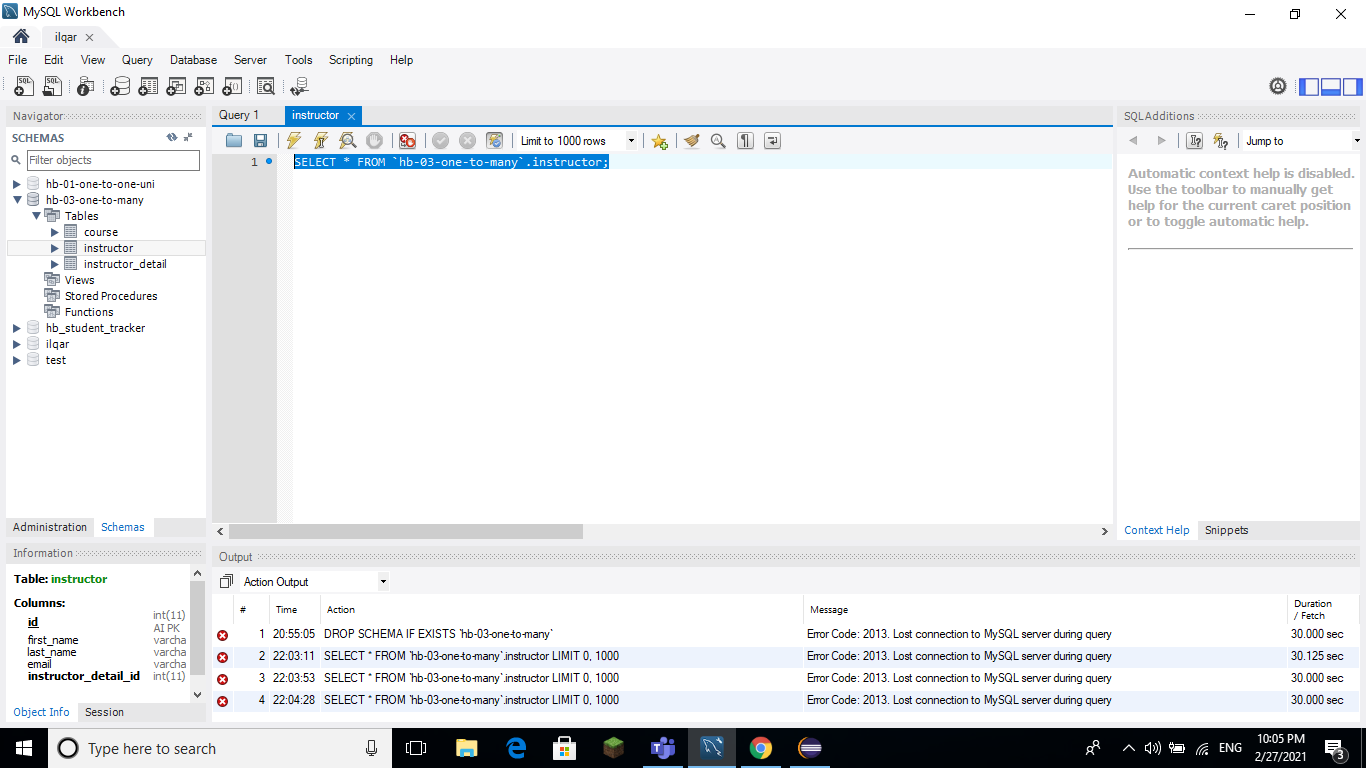 MySQL Workbench
ilqar
File Edit View Query Database Server Tools Scripting Help
Navigator
SCHEMAS
Filter objects
hb-01-one-to-one-uni
hb-03-one-to-many
Tables
course
instructor
instructor_detail
Views
Stored Procedures
Functions
hb_student_tracker
ilqar
test
Administration Schemas
Information
Table: instructor
Columns:
id int(11)
AI PK
first_name varcha
last_name varcha
email varcha
instructor_detail_id int(11)
Object Info Session
Query 1 instructor
Limit to 1000 rows
1 SELECT * FROM `hb-03-one-to-many`.instructor;
SQLAdditions
Jump to
Automatic context help is disabled.
Use the toolbar to manually get
help for the current caret position
or to toggle automatic help.
Context Help Snippets
Output
Action Output
# Time Action Message Duration / Fetch
1 20:55:05 DROP SCHEMA IF EXISTS `hb-03-one-to-many` Error Code: 2013. Lost connection to MySQL server during query 30.000 sec
2 22:03:11 SELECT * FROM `hb-03-one-to-many`.instructor LIMIT 0, 1000 Error Code: 2013. Lost connection to MySQL server during query 30.125 sec
3 22:03:53 SELECT * FROM `hb-03-one-to-many`.instructor LIMIT 0, 1000 Error Code: 2013. Lost connection to MySQL server during query 30.000 sec
4 22:04:28 SELECT * FROM `hb-03-one-to-many`.instructor LIMIT 0, 1000 Error Code: 2013. Lost connection to MySQL server during query 30.000 sec
Type here to search
ENG
10:05 PM
2/27/2021
3